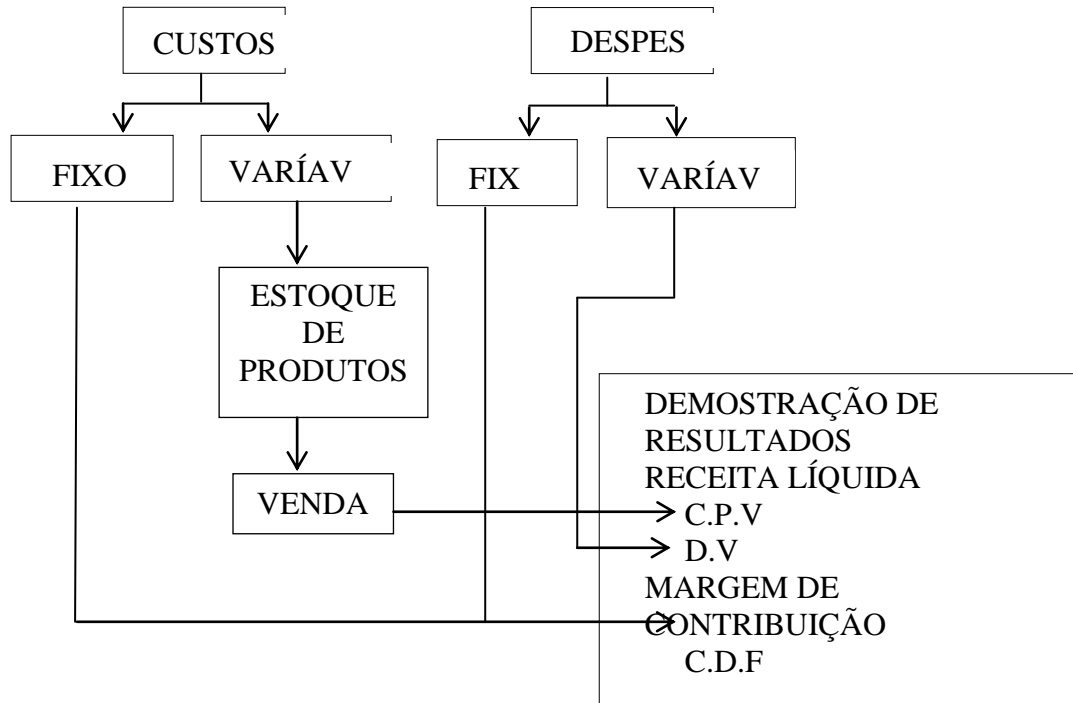 CUSTOS
DESPES
FIXO
VARÍAV
FIX
VARÍAV
ESTOQUE
DE
PRODUTOS
VENDA
DEMOSTRAÇÃO DE
RESULTADOS
RECEITA LÍQUIDA
C.P.V
D.V
MARGEM DE
CONTRIBUIÇÃO
C.D.F